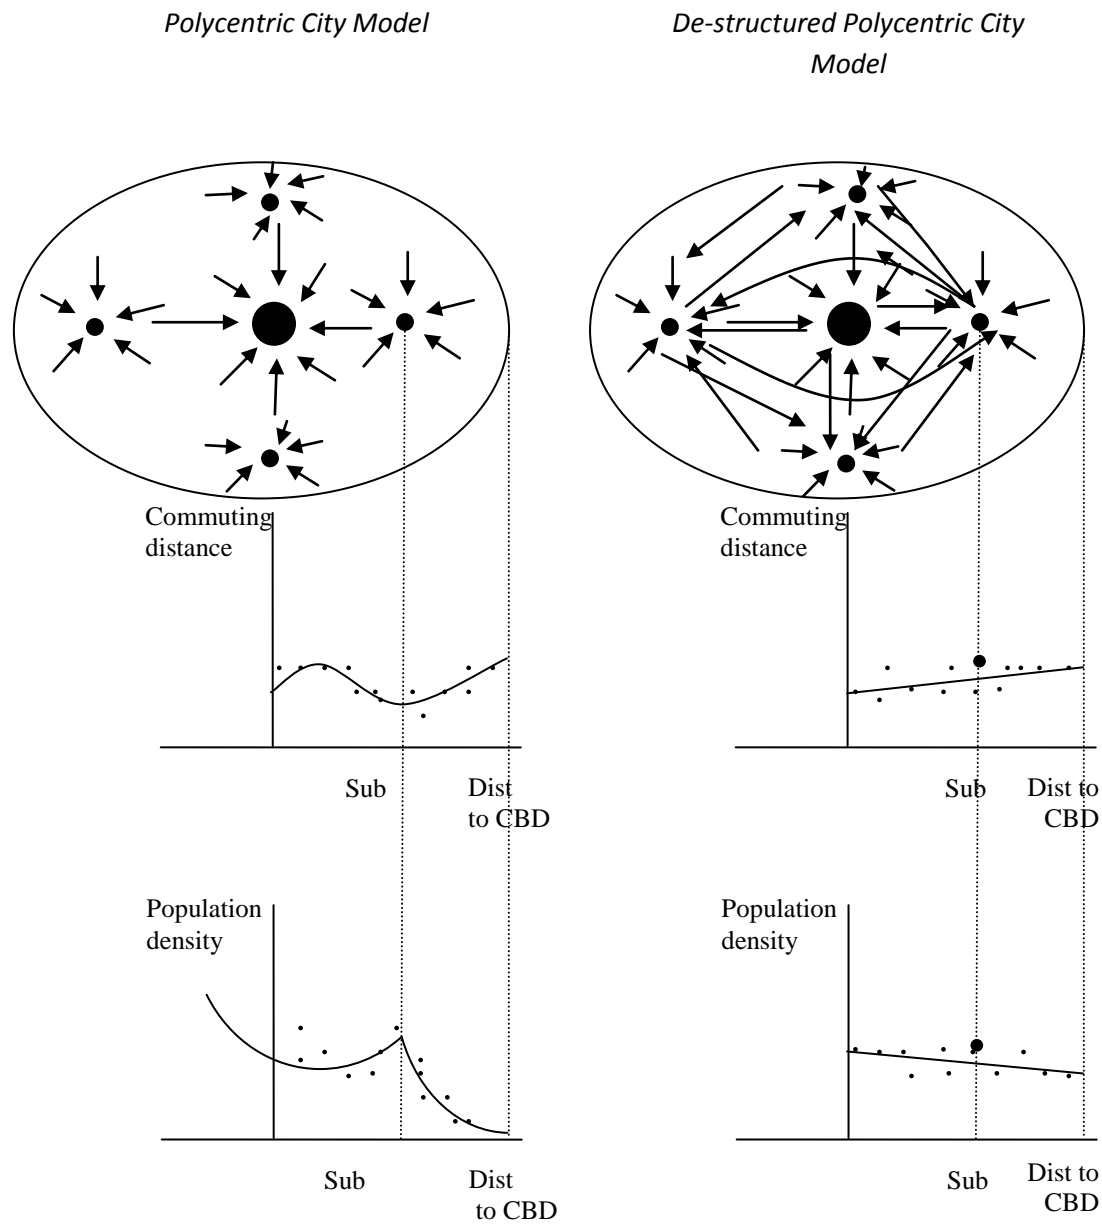 Polycentric City Model
De-structured Polycentric City
Model
Commuting
distance
Sub
Dist
to CBD
Commuting
distance
Sub
Dist to
CBD
Population
density
Sub
Dist
to CBD
Population
density
Sub
Dist to
CBD